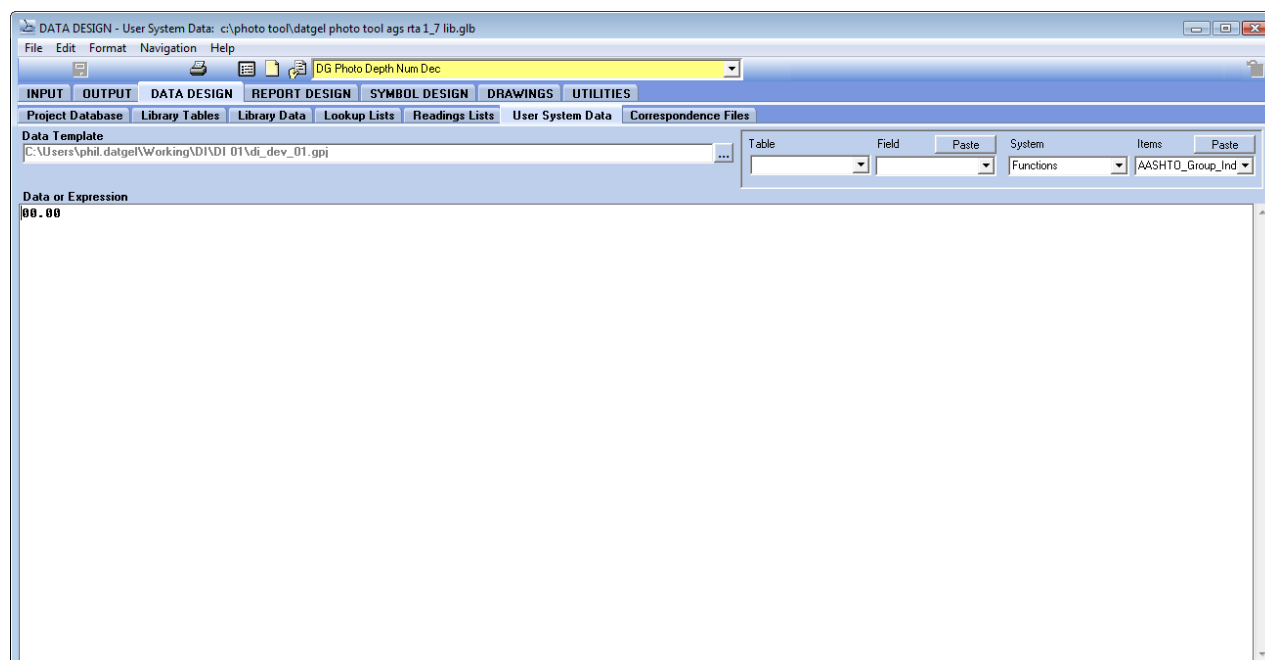 DATA DESIGN - User System Data: c:\photo tool\datgel photo tool ags rta 1_7 lib.glb
File Edit Format Navigation Help
DG Photo Depth Num Dec
INPUT OUTPUT DATA DESIGN REPORT DESIGN SYMBOL DESIGN DRAWINGS UTILITIES
Project Database Library Tables Library Data Lookup Lists Readings Lists User System Data Correspondence Files
Data Template
C:\Users\phil.datgel\Working\DI\DI 01\di_dev_01.gpj
...
Table Field Paste System Items Paste
Functions AASHTO_Group_Ind
Data or Expression
00.00